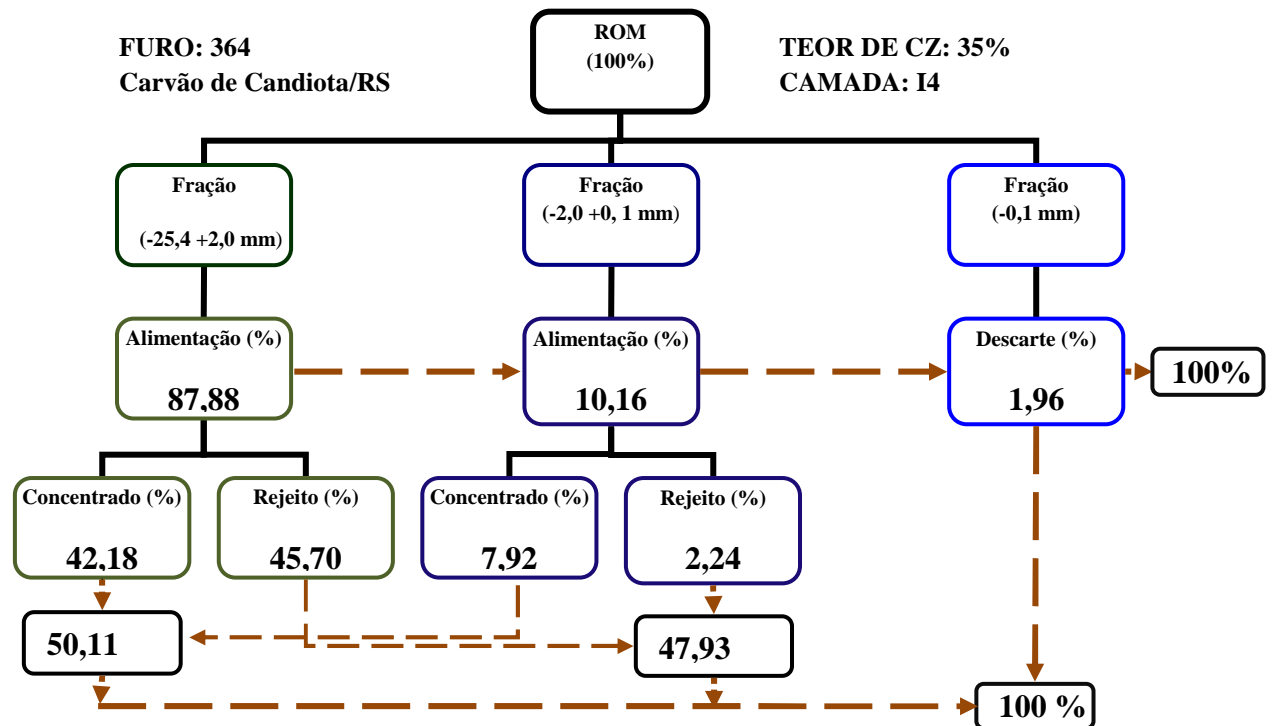 FURO: 364
Carvão de Candiota/RS
ROM
(100%)
TEOR DE CZ: 35%
CAMADA: I4
Fração
(-25,4 +2,0 mm)
Fração
(-2,0 +0, 1 mm)
Fração
(-0,1 mm)
Alimentação (%)
87,88
Alimentação (%)
10,16
Descarte (%)
1,96
100%
Concentrado (%)
42,18
Rejeito (%)
45,70
Concentrado (%)
7,92
Rejeito (%)
2,24
50,11
47,93
100 %